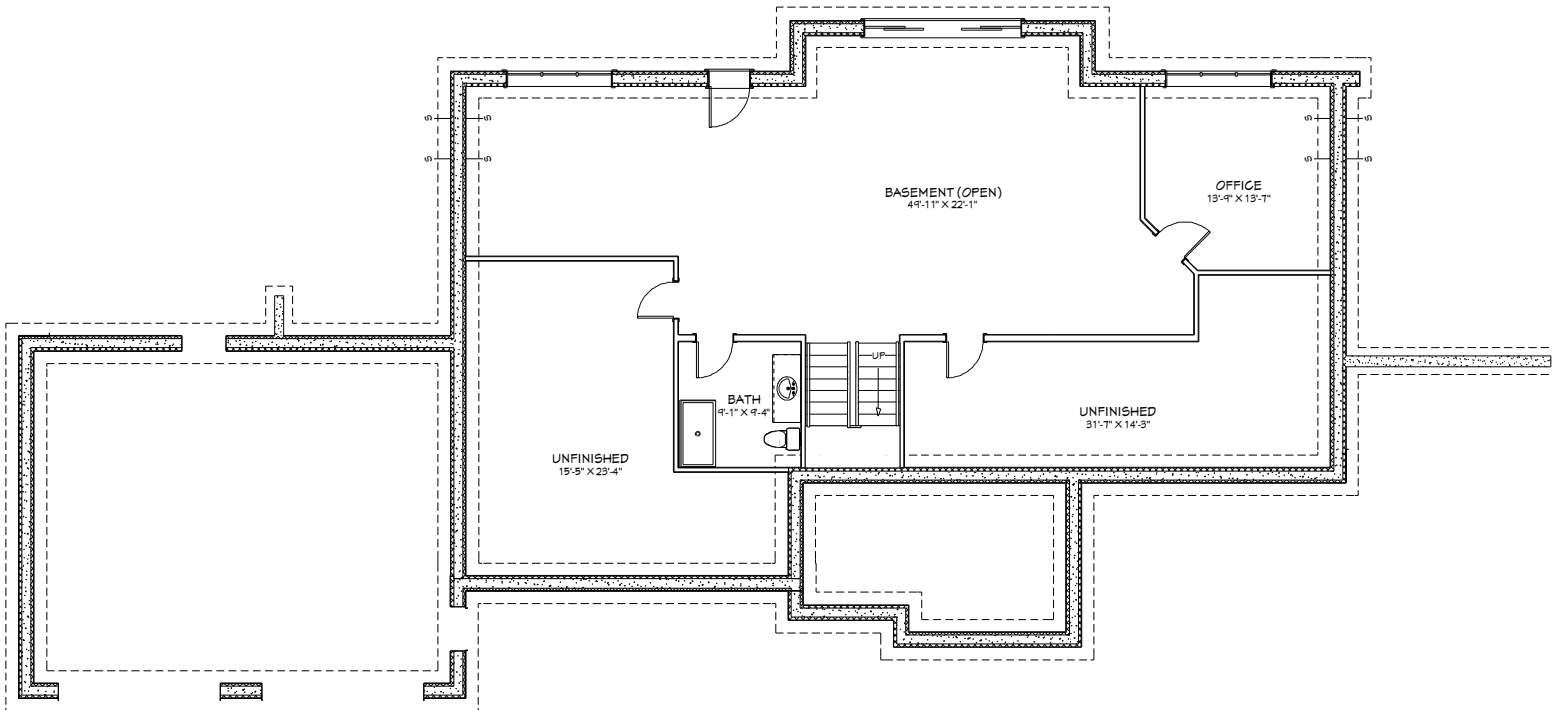 BASEMENT (OPEN)
49'-11" X 22'-1"
OFFICE
13'-9" X 13'-7"
S S
S S
S S
S S
UP
BATH
9'-1" X 9'-4"
UNFINISHED
31'-7" X 14'-3"
UNFINISHED
15'-5" X 23'-4"